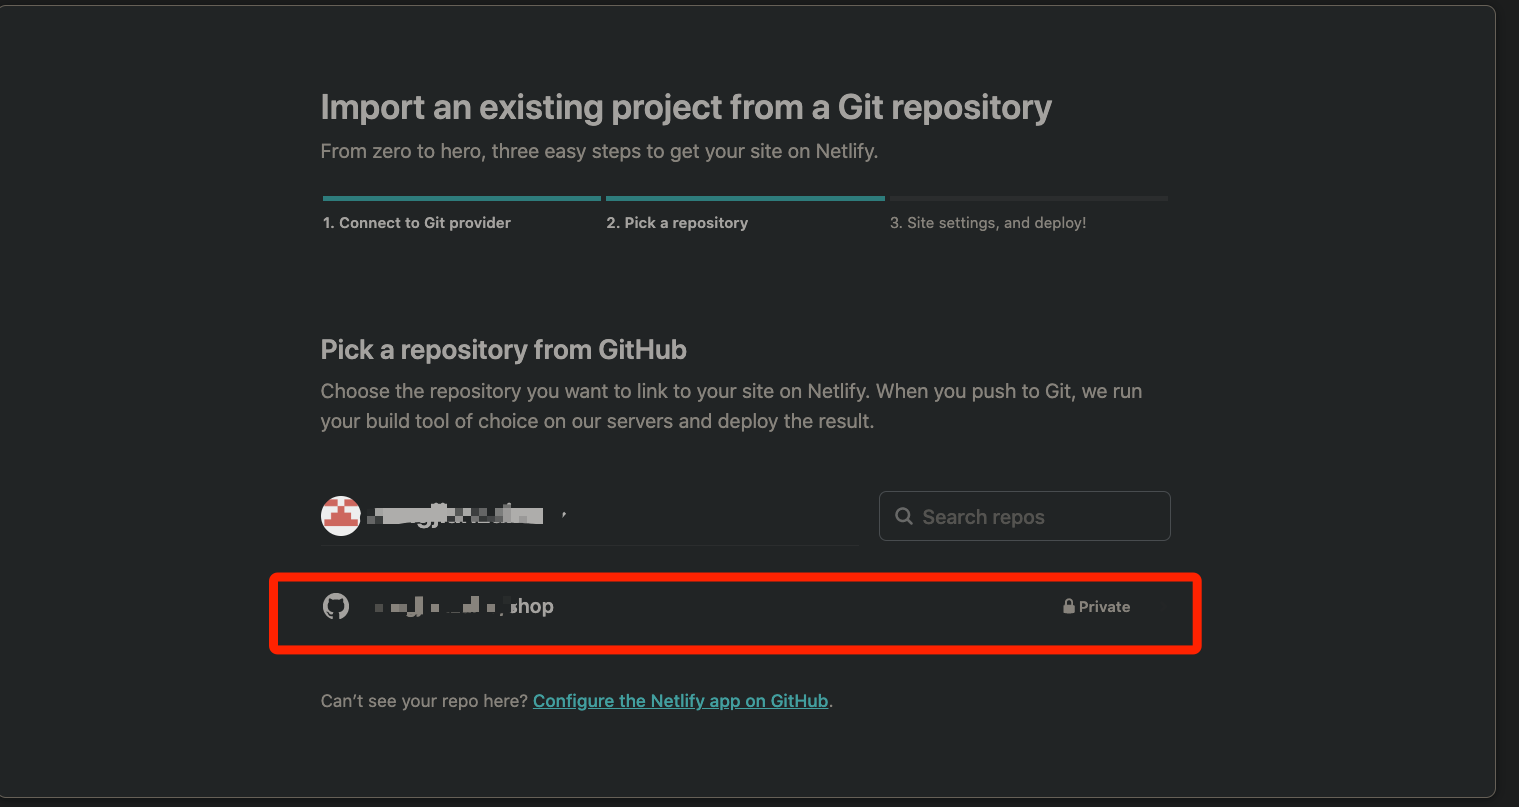 Import an existing project from a Git repository
From zero to hero, three easy steps to get your site on Netlify.
1. Connect to Git provider
2. Pick a repository
3. Site settings, and deploy!
Pick a repository from GitHub
Choose the repository you want to link to your site on Netlify. When you push to Git, we run
your build tool of choice on our servers and deploy the result.
Search repos
shop
Private
Can’t see your repo here? Configure the Netlify app on GitHub.